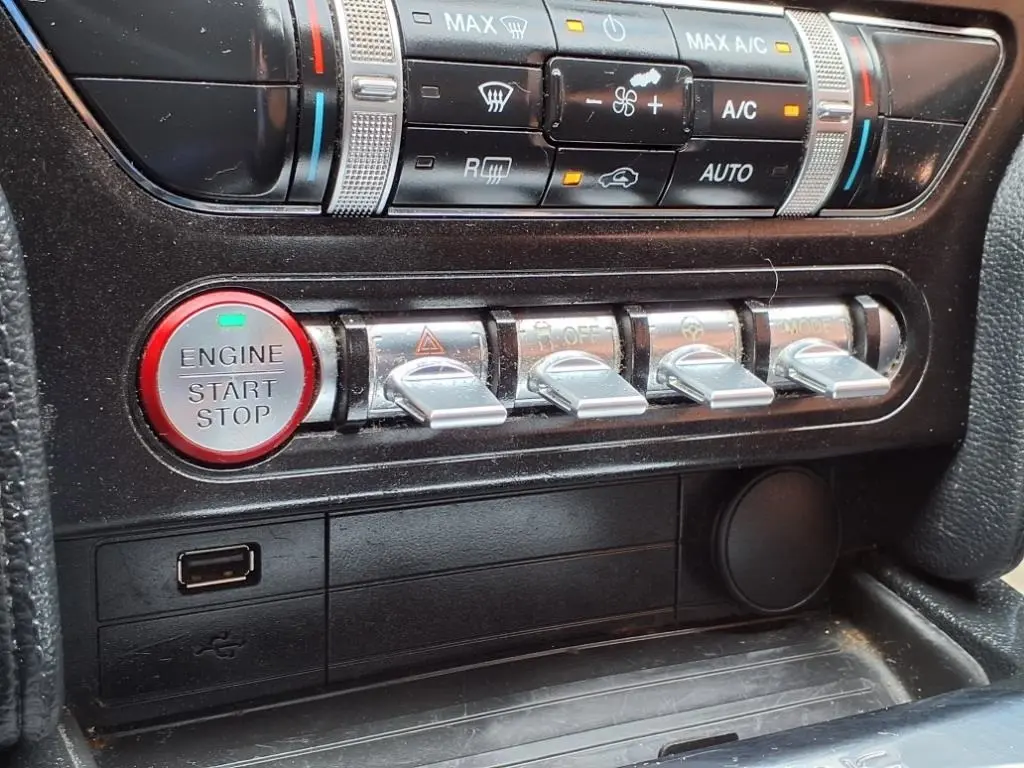 MAX
MAX A/C
- +
A/C
R
AUTO
ENGINE
START
STOP
OFF
MODE